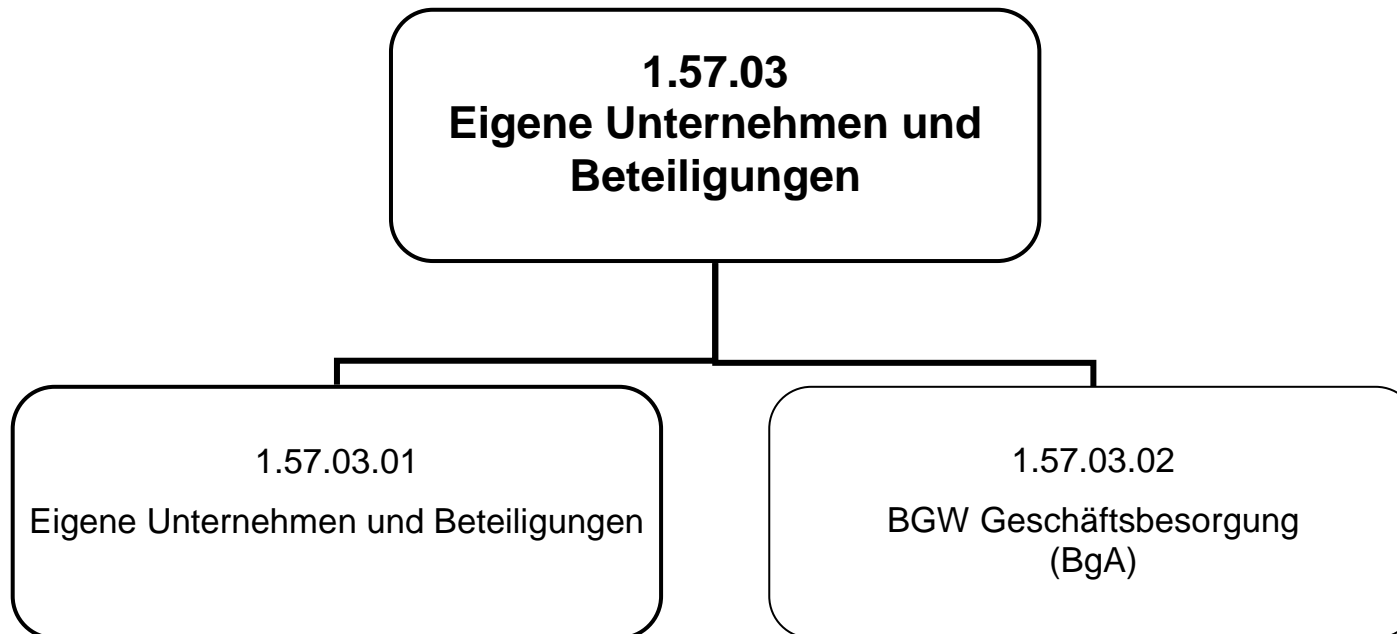 1.57.03
Eigene Unternehmen und
Beteiligungen
1.57.03.01
Eigene Unternehmen und Beteiligungen
1.57.03.02
BGW Geschäftsbesorgung
(BgA)